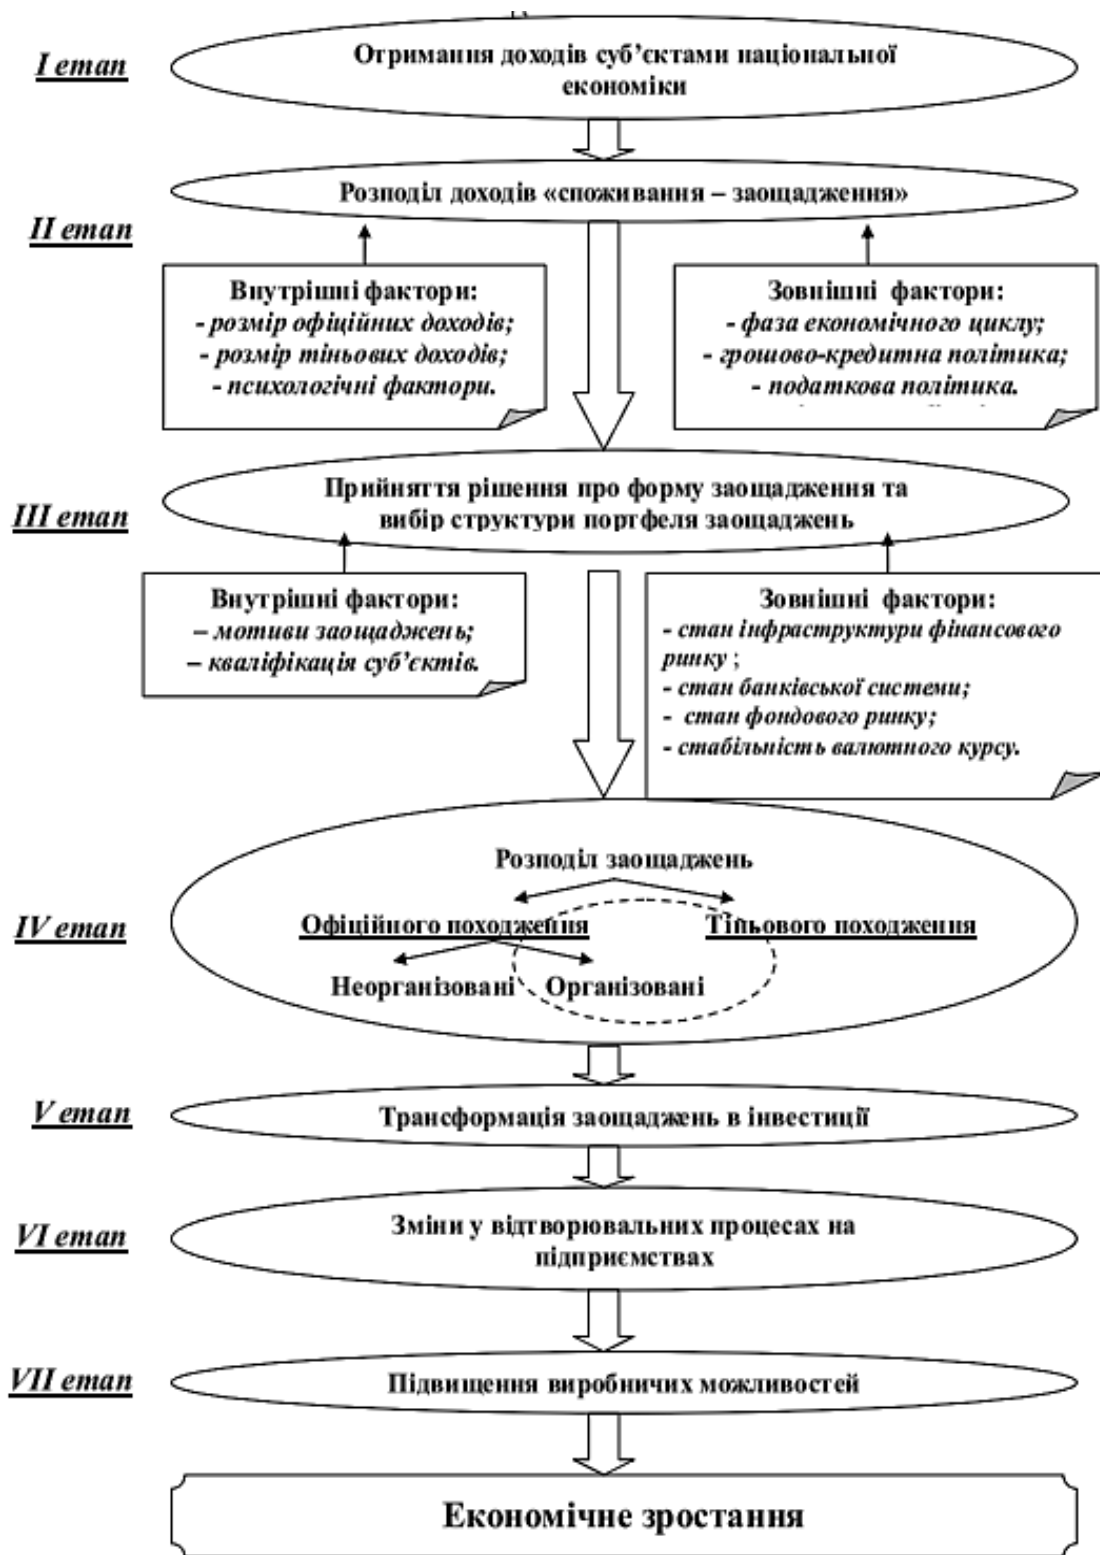 I етап
Отримання доходів суб’єктами національної
економіки
Розподіл доходів «споживання – заощадження»
II етап
Внутрішні фактори:
- розмір офіційних доходів;
- розмір тіньових доходів;
- психологічні фактори.
Зовнішні фактори:
- фаза економічного циклу;
- грошово-кредитна політика;
- податкова політика.
III етап
Прийняття рішення про форму заощадження та
вибір структури портфеля заощаджень
Внутрішні фактори:
– мотиви заощаджень;
– кваліфікація суб’єктів.
Зовнішні фактори:
- стан інфраструктури фінансового
ринку ;
- стан банківської системи;
- стан фондового ринку;
- стабільність валютного курсу.
IV етап
Розподіл заощаджень
Офіційного походження
Тіньового походження
Неорганізовані
Організовані
V етап
Трансформація заощаджень в інвестиції
VI етап
Зміни у відтворювальних процесах на
підприємствах
VII етап
Підвищення виробничих можливостей
Економічне зростання